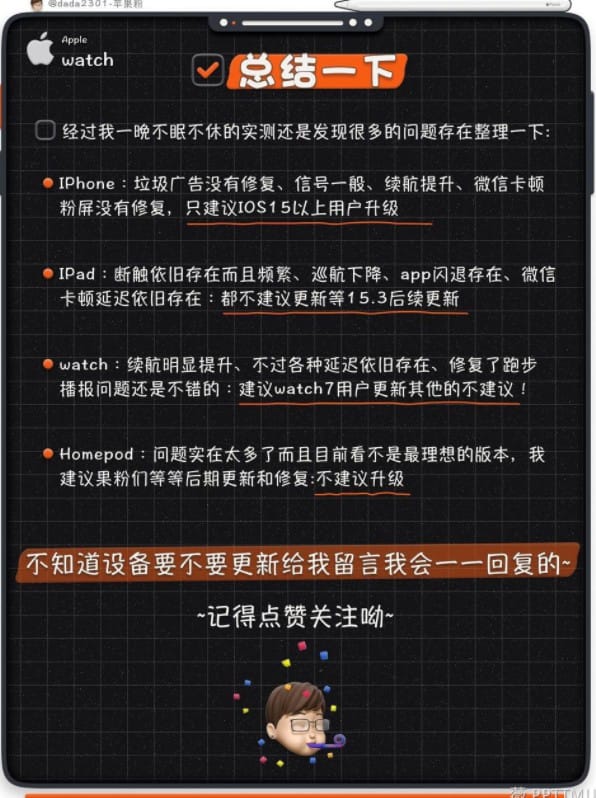 @dada2301-苹果粉
Apple
watch
总结一下
经过我一晚不眠不休的实测还是发现很多的问题存在整理一下:
IPhone：垃圾广告没有修复、信号一般、续航提升、微信卡顿
粉屏没有修复，只建议IOS15以上用户升级
IPad：断触依旧存在而且频繁、巡航下降、app闪退存在、微信
卡顿延迟依旧存在：都不建议更新等15.3后续更新
watch：续航明显提升、不过各种延迟依旧存在、修复了跑步
播报问题还是不错的：建议watch7用户更新其他的不建议！
Homepod：问题实在太多了而且目前看不是最理想的版本，我
建议果粉们等等后期更新和修复:不建议升级
不知道设备要不要更新给我留言我会一一回复的~
~记得点赞关注呦~